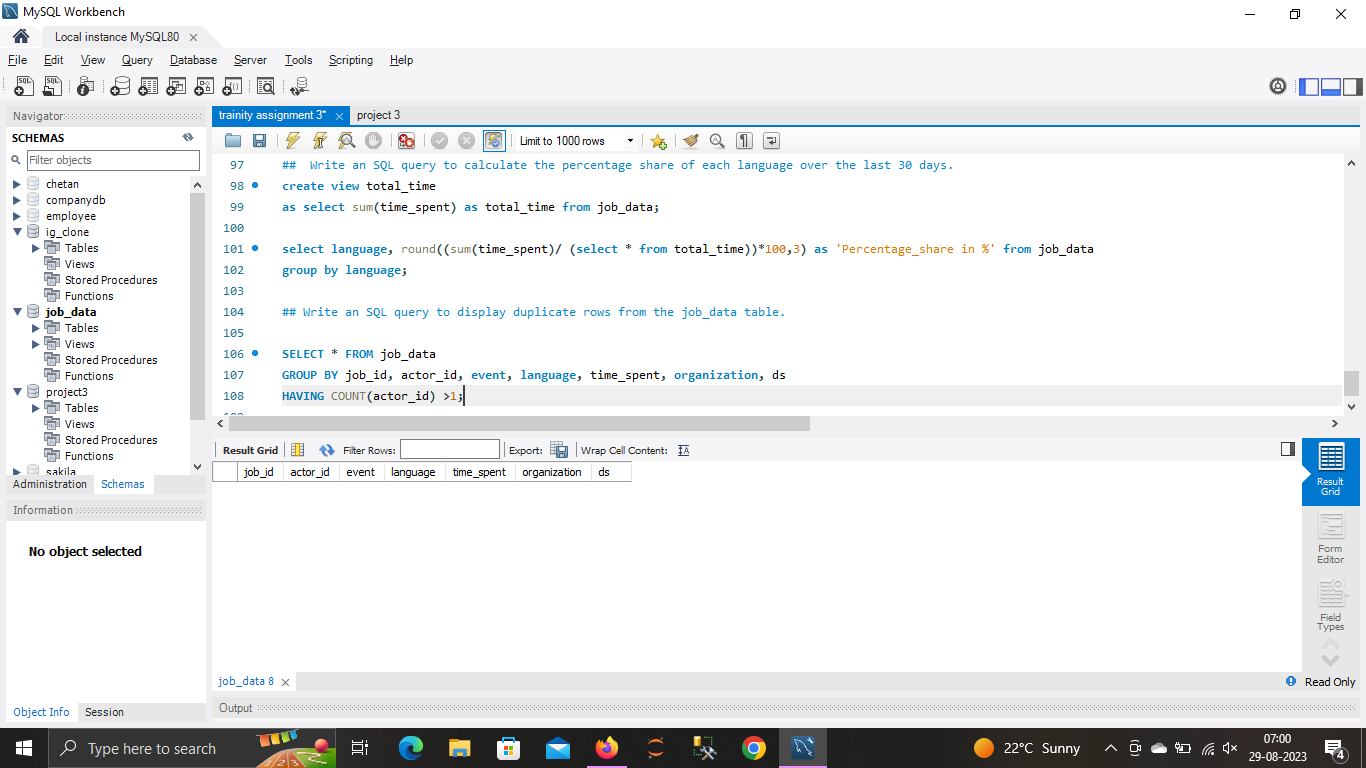 MySQL Workbench
Local instance MySQL80
File Edit View Query Database Server Tools Scripting Help
Navigator
SCHEMAS
Filter objects
chetan
companydb
employee
ig_clone
Tables
Views
Stored Procedures
Functions
job_data
Tables
Views
Stored Procedures
Functions
project3
Tables
Views
Stored Procedures
Functions
sakila
Administration Schemas
Information
No object selected
Object Info Session
trainity assignment 3* project 3
Limit to 1000 rows
97 ##  Write an SQL query to calculate the percentage share of each language over the last 30 days.
98 create view total_time
99 as select sum(time_spent) as total_time from job_data;
100
101 select language, round((sum(time_spent)/ (select * from total_time))*100,3) as 'Percentage_share in %' from job_data
102 group by language;
103
104 ## Write an SQL query to display duplicate rows from the job_data table.
105
106 SELECT * FROM job_data
107 GROUP BY job_id, actor_id, event, language, time_spent, organization, ds
108 HAVING COUNT(actor_id) >1;
Result Grid Filter Rows: Export: Wrap Cell Content:
job_id actor_id event language time_spent organization ds
Result Grid
Form Editor
Field Types
job_data 8
Read Only
Output
Type here to search
22°C Sunny
07:00
29-08-2023
4